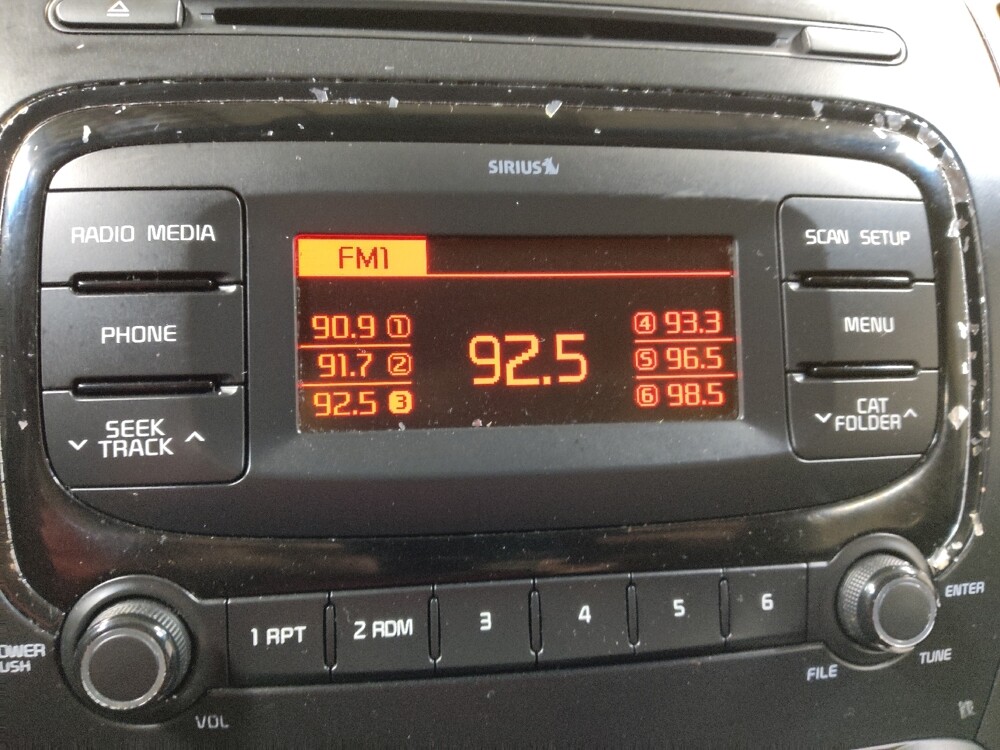 SIRIUS
RADIO MEDIA
PHONE
SEEK
TRACK
FM1
90.9 1
91.7 2
92.5 3
92.5
4 93.3
5 96.5
6 98.5
SCAN SETUP
MENU
CAT
FOLDER
1 RPT
2 RDM
3
4
5
6
OWER
USH
VOL
ENTER
TUNE
FILE